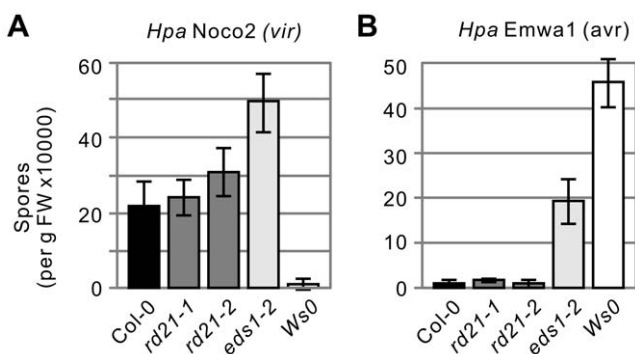 A
Hpa Noco2 (vir)
Spores
(per g FW x10000)
60
40
20
0
Col-0
rd21-1
rd21-2
eds1-2
Ws0
B
Hpa Emwa1 (avr)
50
40
30
20
10
0
Col-0
rd21-1
rd21-2
eds1-2
Ws0